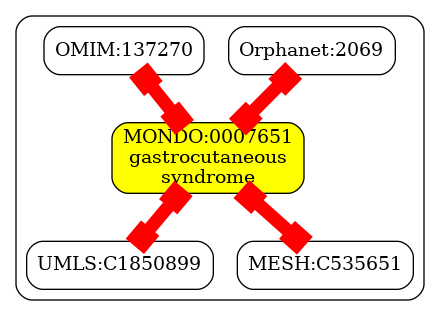 OMIM:137270
Orphanet:2069
MONDO:0007651
gastrocutaneous
syndrome
UMLS:C1850899
MESH:C535651